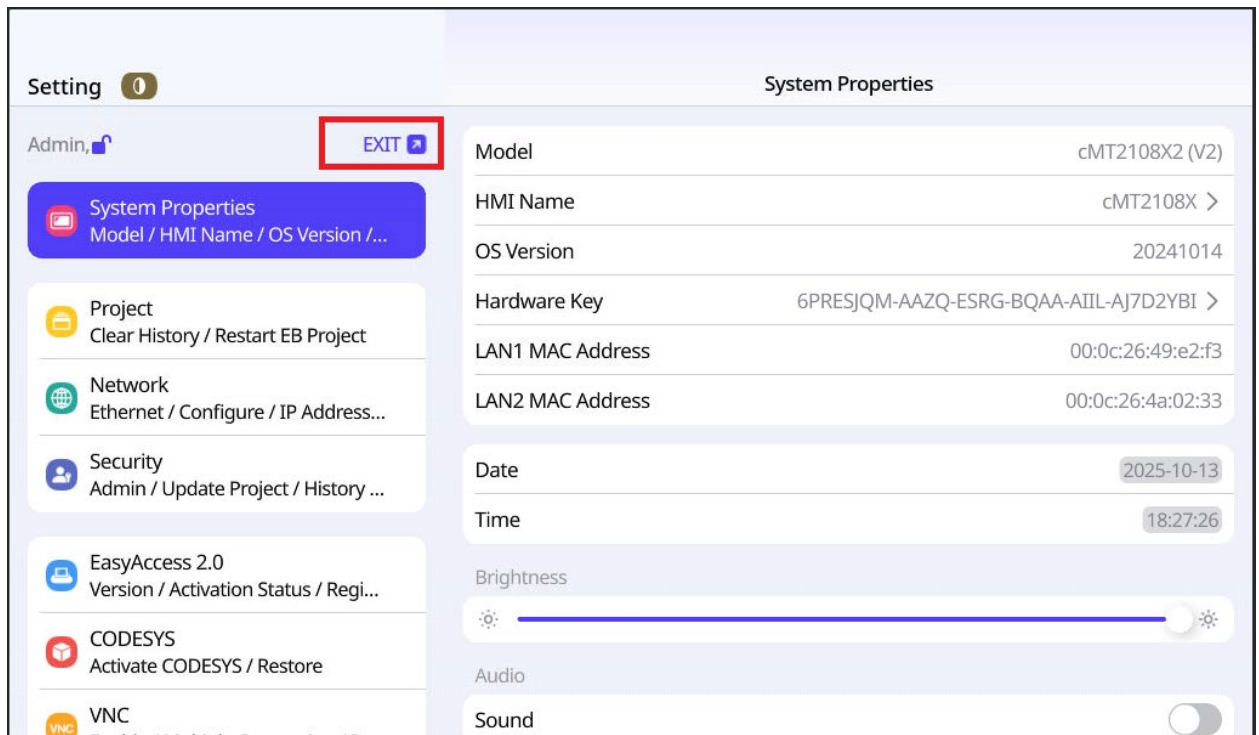 Setting
System Properties
Admin,
EXIT
System Properties
Model / HMI Name / OS Version /...
Project
Clear History / Restart EB Project
Network
Ethernet / Configure / IP Address...
Security
Admin / Update Project / History ...
EasyAccess 2.0
Version / Activation Status / Regi...
CODESYS
Activate CODESYS / Restore
VNC
VNC
Model
cMT2108X2 (V2)
HMI Name
cMT2108X
OS Version
20241014
Hardware Key
6PRESJQM-AAZQ-ESRG-BQAA-AIIL-AJ7D2YBI
LAN1 MAC Address
00:0c:26:49:e2:f3
LAN2 MAC Address
00:0c:26:4a:02:33
Date
2025-10-13
Time
18:27:26
Brightness
Audio
Sound